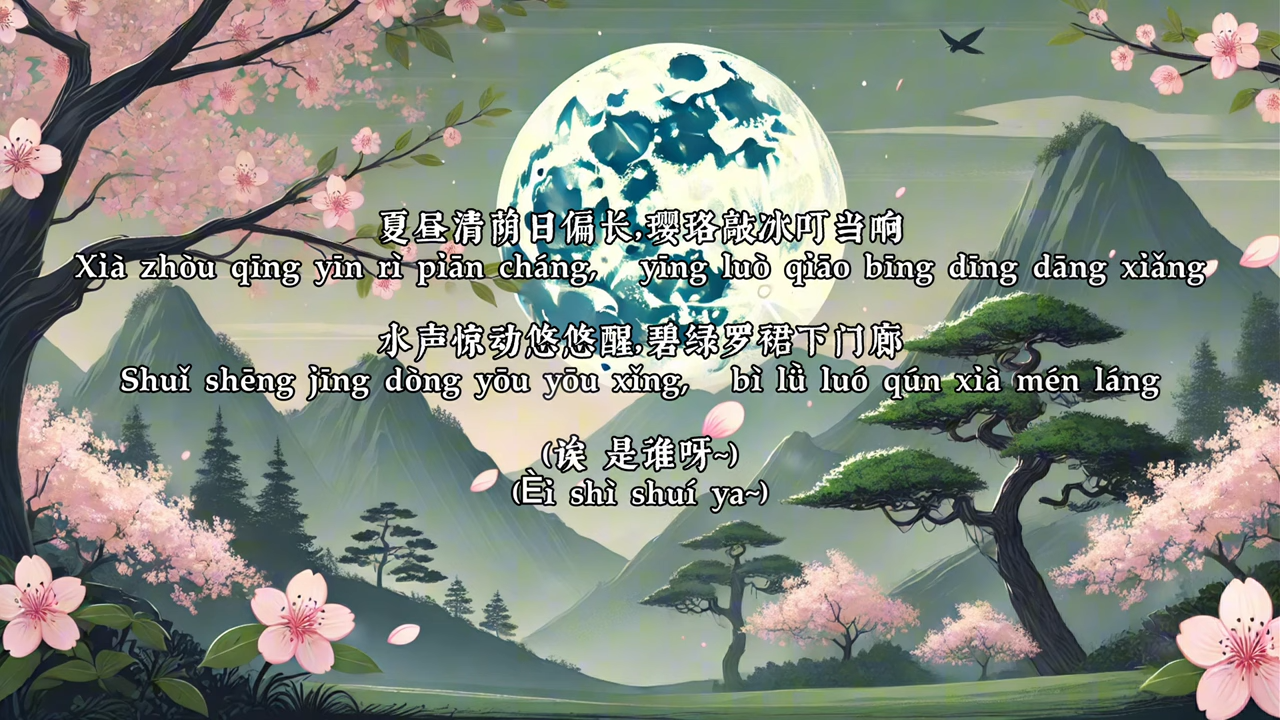 夏昼清荫日偏长,璎珞敲冰叮当响
Xià zhòu qīng yīn rì piān cháng, yīng luò qiāo bīng dīng dāng xiǎng
水声惊动悠悠醒,碧绿罗裙下门廊
Shuǐ shēng jīng dòng yōu yōu xǐng, bì lǜ luó qún xià mén láng
(诶 是谁呀~)
(Èi shì shuí ya~)